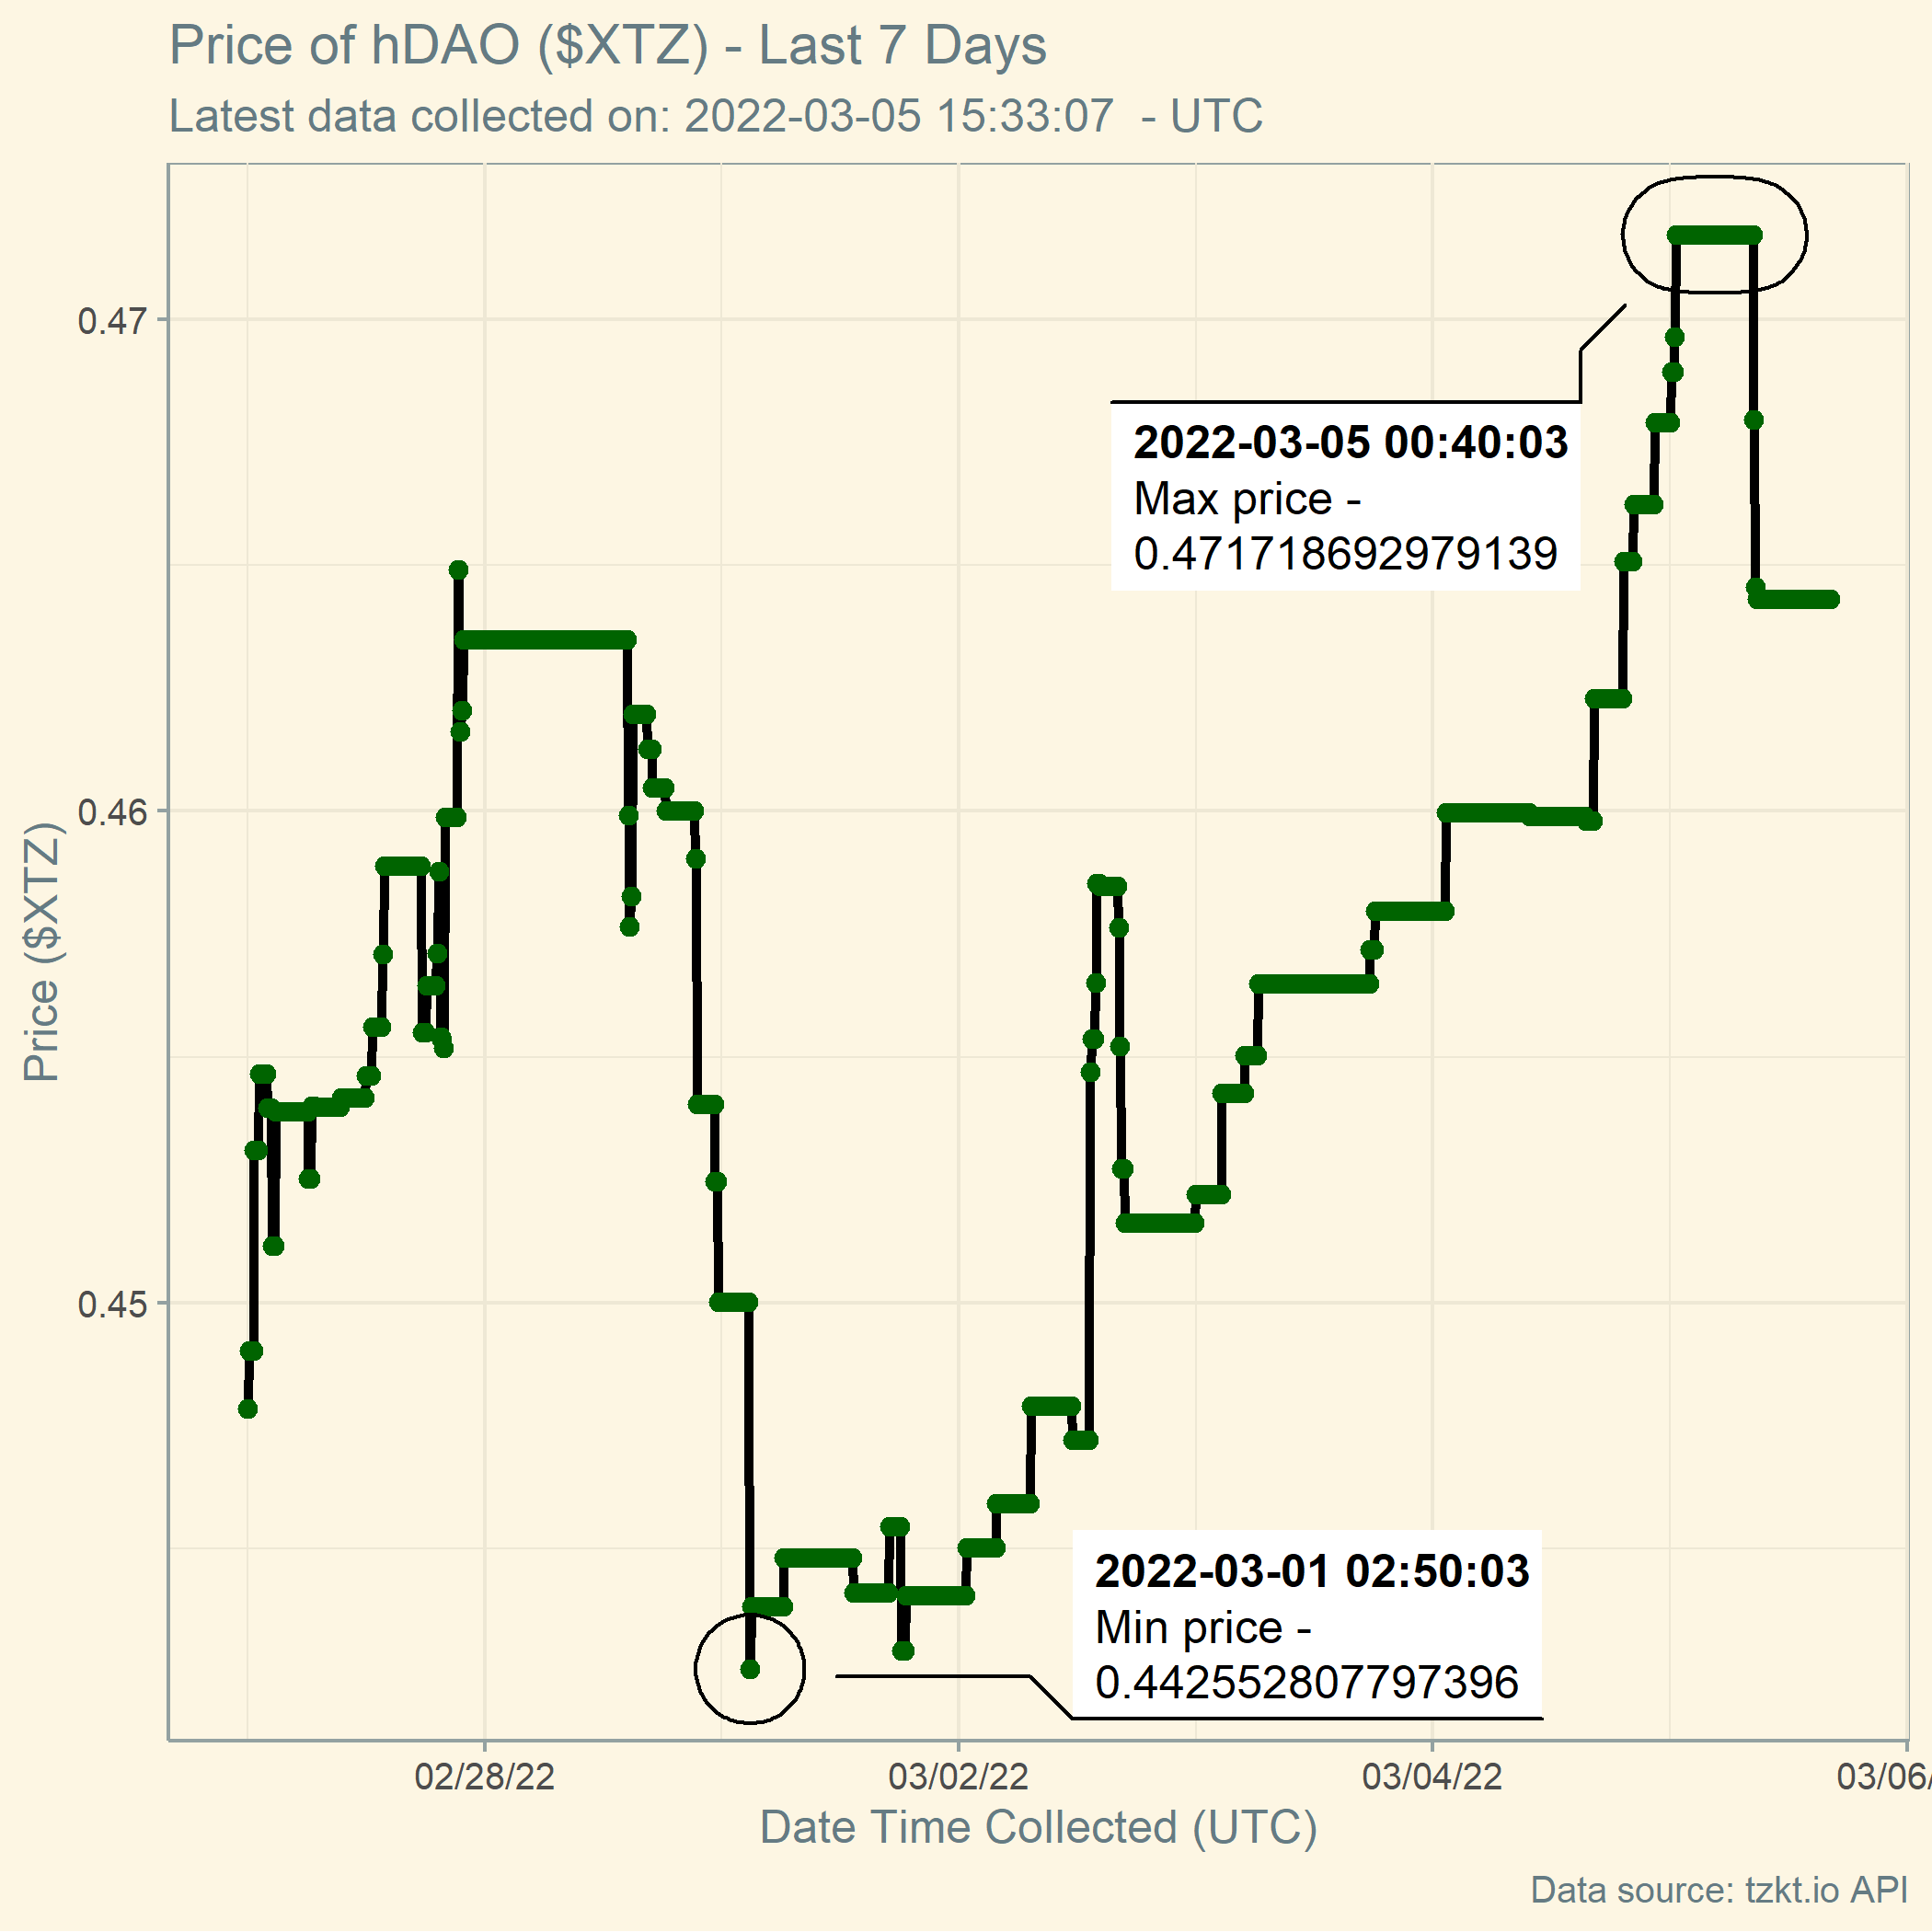 Price of hDAO ($XTZ) - Last 7 Days
Latest data collected on: 2022-03-05 15:33:07  - UTC
Price ($XTZ)
0.47
0.46
0.45
2022-03-05 00:40:03
Max price -
0.471718692979139
2022-03-01 02:50:03
Min price -
0.442552807797396
02/28/22
03/02/22
03/04/22
03/06/
Date Time Collected (UTC)
Data source: tzkt.io API